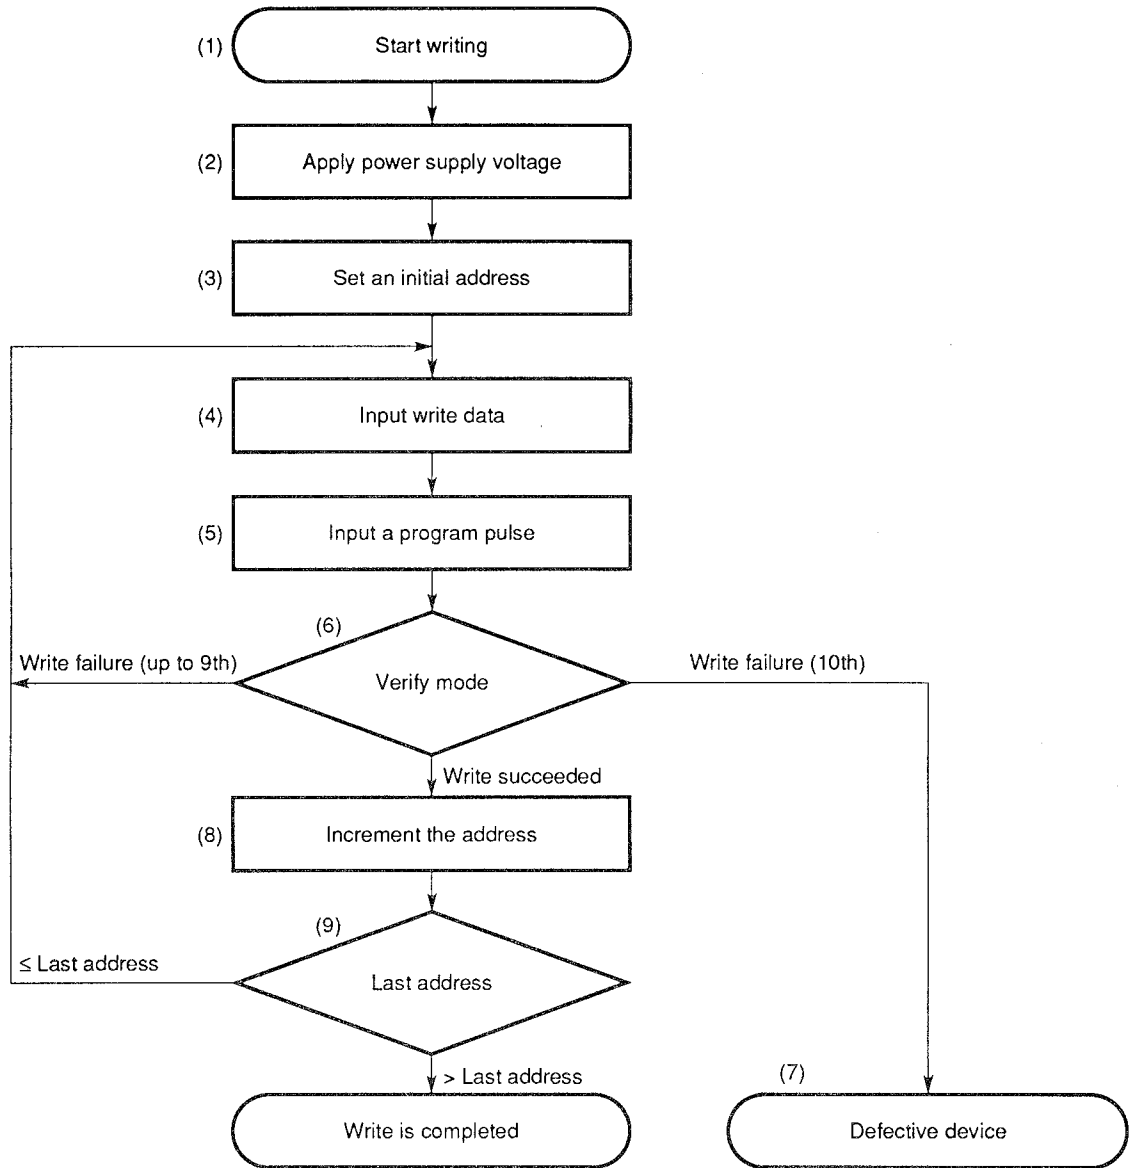 (1) Start writing
(2) Apply power supply voltage
(3) Set an initial address
(4) Input write data
(5) Input a program pulse
(6)
Write failure (up to 9th)
Verify mode
Write failure (10th)
Write succeeded
(8) Increment the address
(9)
≤ Last address
Last address
> Last address
(7)
Write is completed
Defective device